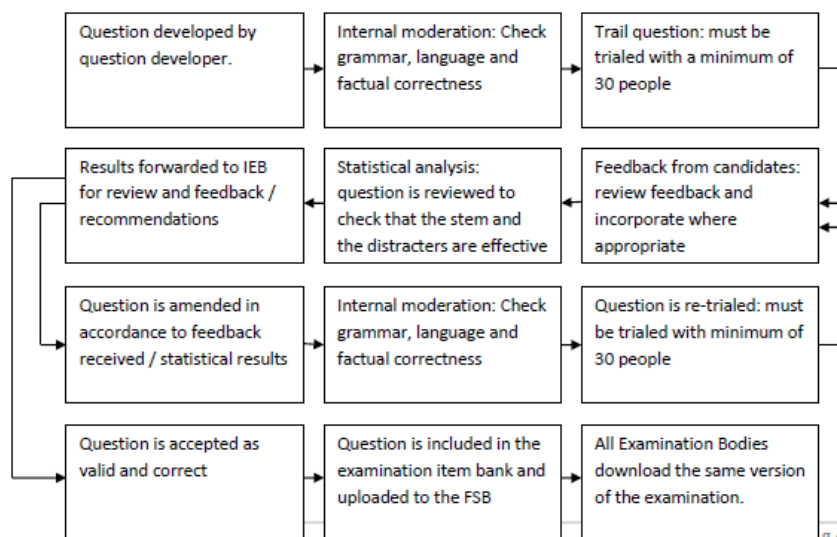 Question developed by
question developer.
Internal moderation: Check
grammar, language and
factual correctness
Trail question: must be
trialed with a minimum of
30 people
Results forwarded to IEB
for review and feedback /
recommendations
Statistical analysis:
question is reviewed to
check that the stem and
the distracters are effective
Feedback from candidates:
review feedback and
incorporate where
appropriate
Question is amended in
accordance to feedback
received / statistical results
Internal moderation: Check
grammar, language and
factual correctness
Question is re-trialed: must
be trialed with minimum of
30 people
Question is accepted as
valid and correct
Question is included in the
examination item bank and
uploaded to the FSB
All Examination Bodies
download the same version
of the examination.